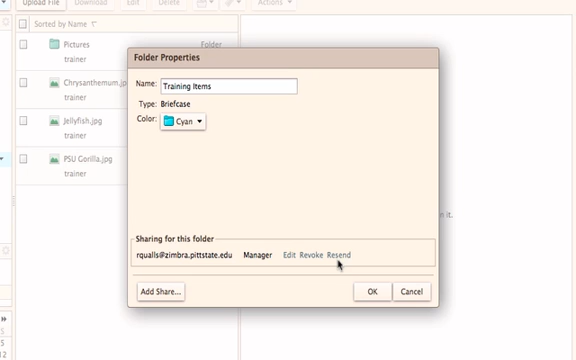 Upload File Download Edit Delete Actions
Sorted by Name
Pictures Folder
trainer
Chrysanthemum.jp
trainer
Jellyfish.jpg
trainer
PSU Gorilla.jpg
trainer
Folder Properties
Name: Training Items
Type: Briefcase
Color: Cyan
Sharing for this folder
rqualls@zimbra.pittstate.edu Manager Edit Revoke Resend
Add Share... OK Cancel
n it.
S
5
12